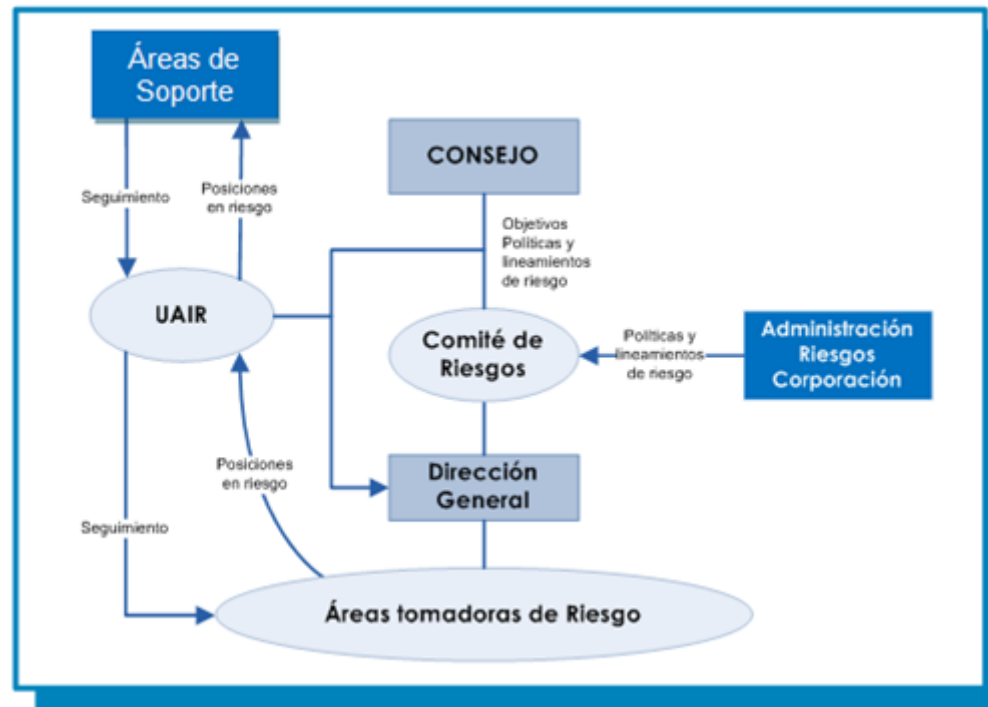 Áreas de
Soporte
CONSEJO
Seguimiento
Posiciones
en riesgo
Objetivos
Políticas y
lineamientos
de riesgo
UAIR
Comité de
Riesgos
Políticas y
lineamientos
de riesgo
Administración
Riesgos
Corporación
Posiciones
en riesgo
Dirección
General
Seguimiento
Áreas tomadoras de Riesgo